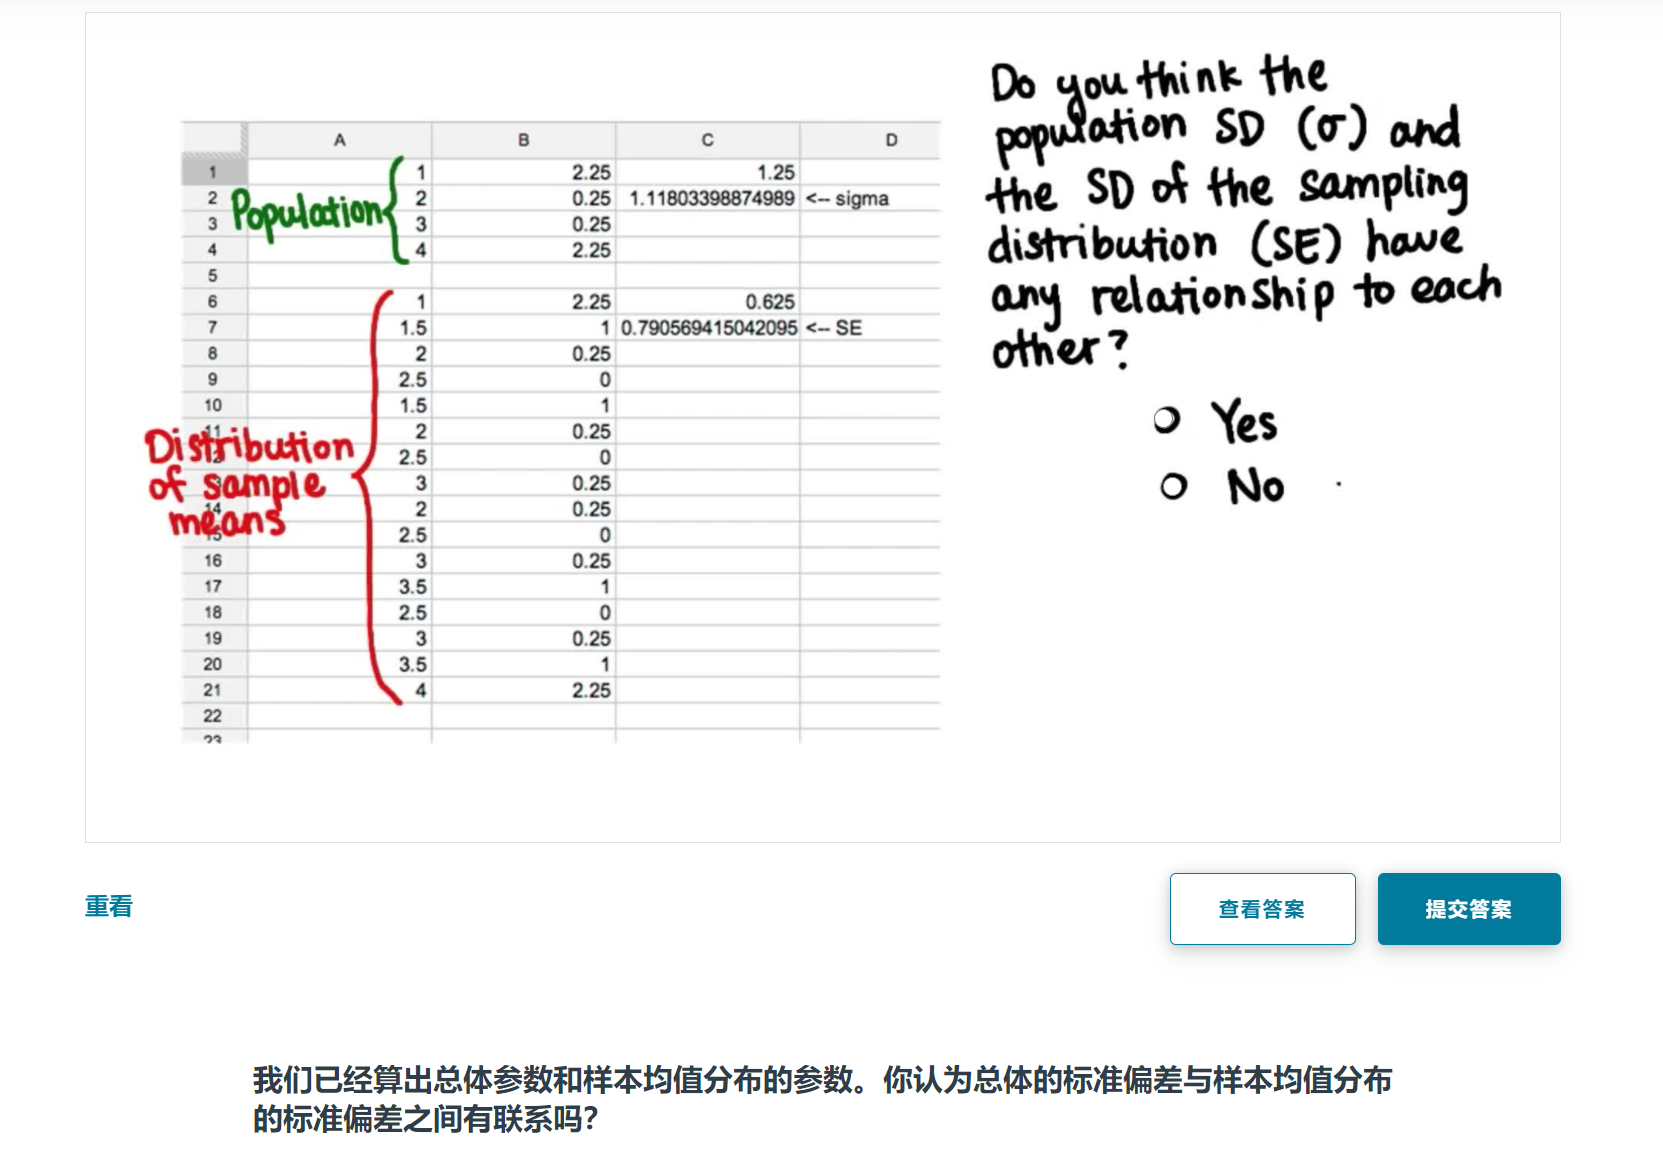 Do you think the
population SD (σ) and
the SD of the sampling
distribution (SE) have
any relationship to each
other?
Yes
No
A B C D
1 1 2.25 1.25
2 2 0.25 1.11803398874989 <-- sigma
Population
3 3 0.25
4 4 2.25
5
6 1 2.25 0.625
7 1.5 1 0.790569415042095 <-- SE
8 2 0.25
9 2.5 0
10 1.5 1
11 2 0.25
Distribution
of sample
means
2.5 0
3 0.25
14 2 0.25
15 2.5 0
16 3 0.25
17 3.5 1
18 2.5 0
19 3 0.25
20 3.5 1
21 4 2.25
22
23
重看
查看答案
提交答案
我们已经算出总体参数和样本均值分布的参数。你认为总体的标准偏差与样本均值分布
的标准偏差之间有联系吗？